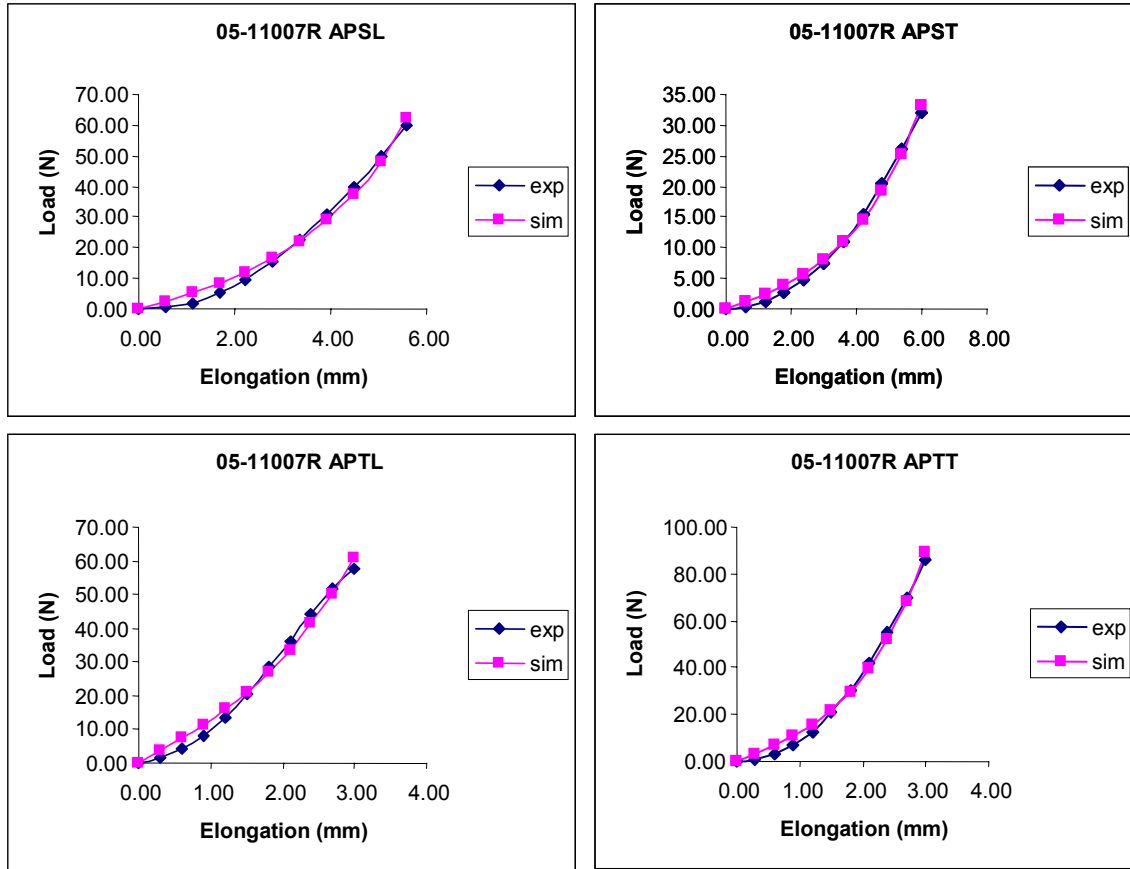 05-11007R APSL
70.00
60.00
50.00
40.00
30.00
20.00
10.00
0.00
Load (N)
0.00 2.00 4.00 6.00
Elongation (mm)
exp
sim
05-11007R APST
35.00
30.00
25.00
20.00
15.00
10.00
5.00
0.00
Load (N)
0.00 2.00 4.00 6.00 8.00
Elongation (mm)
exp
sim
05-11007R APTL
70.00
60.00
50.00
40.00
30.00
20.00
10.00
0.00
Load (N)
0.00 1.00 2.00 3.00 4.00
Elongation (mm)
exp
sim
05-11007R APTT
100.00
80.00
60.00
40.00
20.00
0.00
Load (N)
0.00 1.00 2.00 3.00 4.00
Elongation (mm)
exp
sim